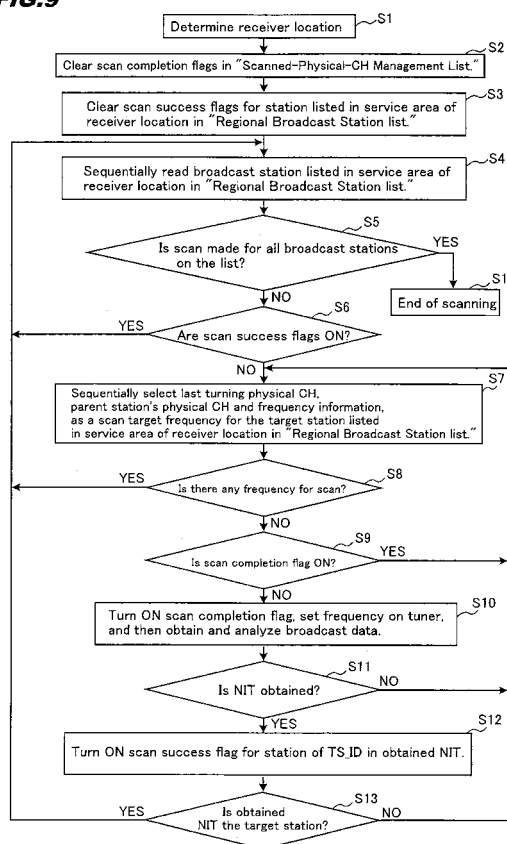 FIG.9
Determine receiver location
S1
S2
Clear scan completion flags in "Scanned-Physical-CH Management List."
S3
Clear scan success flags for station listed in service area of
receiver location in "Regional Broadcast Station list."
S4
Sequentially read broadcast station listed in service area of
receiver location in "Regional Broadcast Station list."
S5
Is scan made for all broadcast stations
on the list?
YES
S1
End of scanning
NO
S6
YES
Are scan success flags ON?
NO
S7
Sequentially select last turning physical CH,
parent station's physical CH and frequency information,
as a scan target frequency for the target station listed
in service area of receiver location in "Regional Broadcast Station list."
S8
YES
Is there any frequency for scan?
NO
S9
Is scan completion flag ON?
YES
NO
S10
Turn ON scan completion flag, set frequency on tuner,
and then obtain and analyze broadcast data.
S11
Is NIT obtained?
NO
YES
S12
Turn ON scan success flag for station of TS_ID in obtained NIT.
S13
YES
Is obtained
NIT the target station?
NO